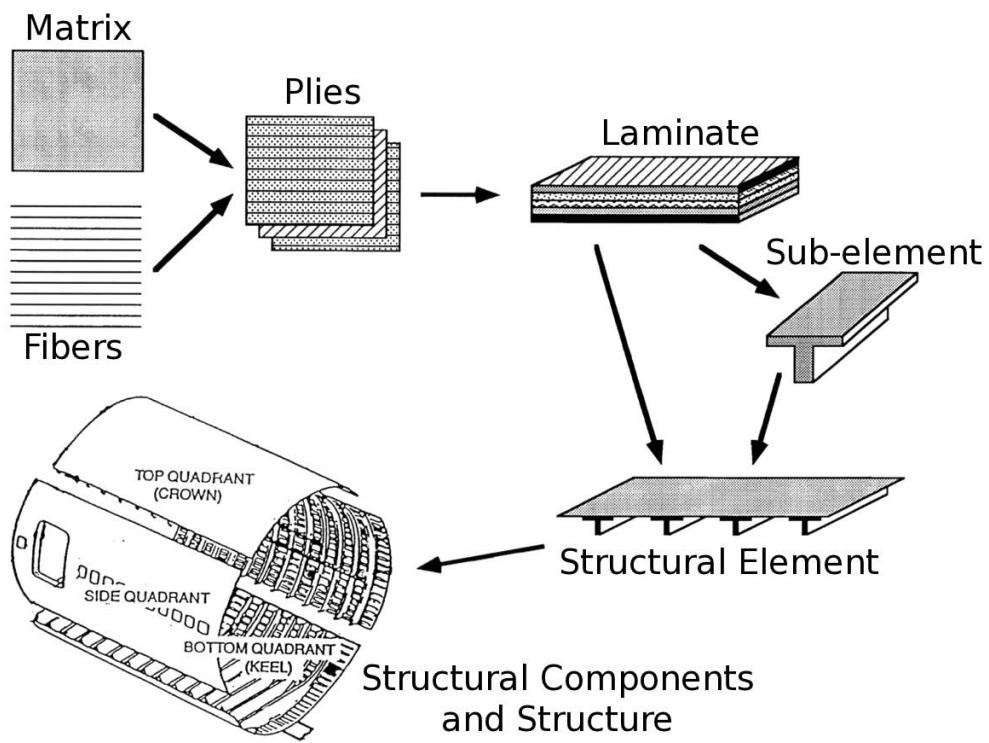 Matrix
Plies
Laminate
Sub-element
Fibers
TOP QUADRANT
(CROWN)
SIDE QUADRANT
BOTTOM QUADRANT
(KEEL)
Structural Element
Structural Components
and Structure